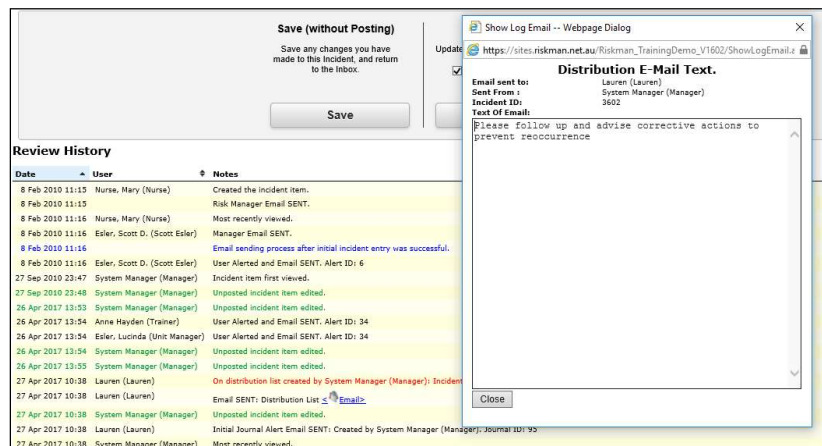 Save (without Posting)
Save any changes you have
made to this Incident, and return
to the Inbox.
Save
Update
Review History
Date User Notes
8 Feb 2010 11:15 Nurse, Mary (Nurse) Created the incident item.
8 Feb 2010 11:15 Risk Manager Email SENT.
8 Feb 2010 11:16 Nurse, Mary (Nurse) Most recently viewed.
8 Feb 2010 11:16 Esler, Scott D. (Scott Esler) Manager Email SENT.
8 Feb 2010 11:16 Email sending process after initial incident entry was successful.
8 Feb 2010 11:16 Esler, Scott D. (Scott Esler) User Alerted and Email SENT. Alert ID: 6
27 Sep 2010 23:47 System Manager (Manager) Incident item first viewed.
27 Sep 2010 23:48 System Manager (Manager) Unposted incident item edited.
26 Apr 2017 13:53 System Manager (Manager) Unposted incident item edited.
26 Apr 2017 13:54 Anne Hayden (Trainer) User Alerted and Email SENT. Alert ID: 34
26 Apr 2017 13:54 Esler, Lucinda (Unit Manager) User Alerted and Email SENT. Alert ID: 34
26 Apr 2017 13:54 System Manager (Manager) Unposted incident item edited.
26 Apr 2017 13:55 System Manager (Manager) Unposted incident item edited.
27 Apr 2017 10:38 Lauren (Lauren) On distribution list created by System Manager (Manager): Incident
27 Apr 2017 10:38 Lauren (Lauren) Email SENT: Distribution List < Email>
27 Apr 2017 10:38 System Manager (Manager) Unposted incident item edited.
27 Apr 2017 10:38 Lauren (Lauren) Initial Journal Alert Email SENT: Created by System Manager (Manager). Journal ID: 95
27 Apr 2017 10:38 System Manager (Manager) Most recently viewed.
Show Log Email -- Webpage Dialog
https://sites.riskman.net.au/Riskman_TrainingDemo_V1602/ShowLogEmail.a
Distribution E-Mail Text.
Email sent to: Lauren (Lauren)
Sent From : System Manager (Manager)
Incident ID: 3602
Text Of Email:
Please follow up and advise corrective actions to
prevent reoccurrence
Close